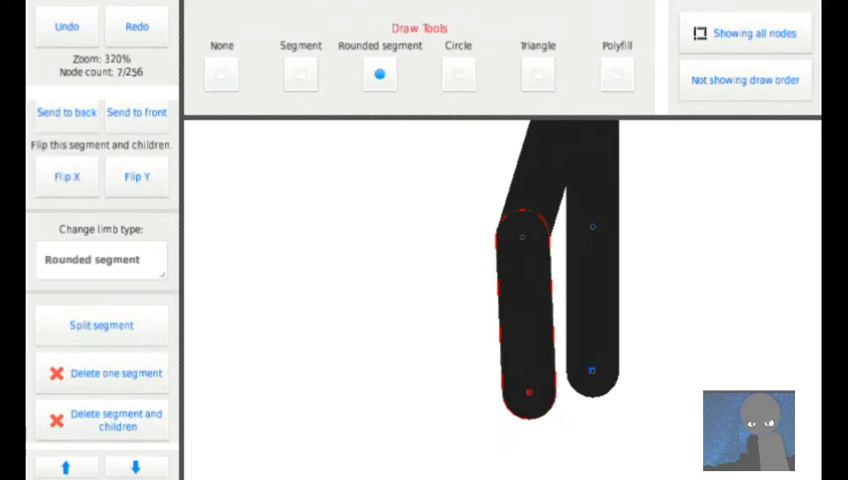 Undo
Redo
Zoom: 320%
Node count: 7/256
Send to back
Send to front
Flip this segment and children.
Flip X
Flip Y
Change limb type:
Rounded segment
Split segment
Delete one segment
Delete segment and
children
Draw Tools
None
Segment
Rounded segment
Circle
Triangle
Polyfill
Showing all nodes
Not showing draw order